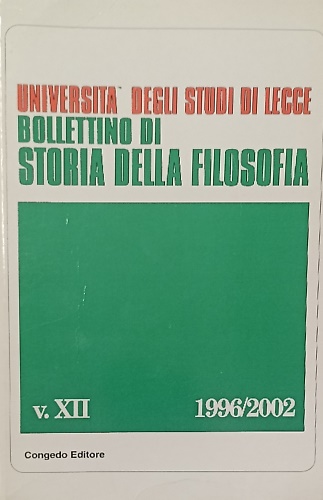 UNIVERSITA' DEGLI STUDI DI LECCE
BOLLETTINO DI
STORIA DELLA FILOSOFIA
v. XII 1996/2002
Congedo Editore